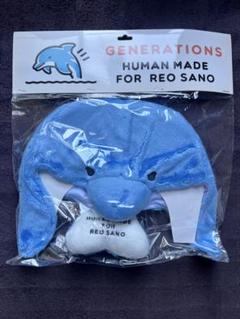 GENERATIONS
HUMAN MADE
FOR REO SANO
HUMAN MADE
FOR
REO SANO